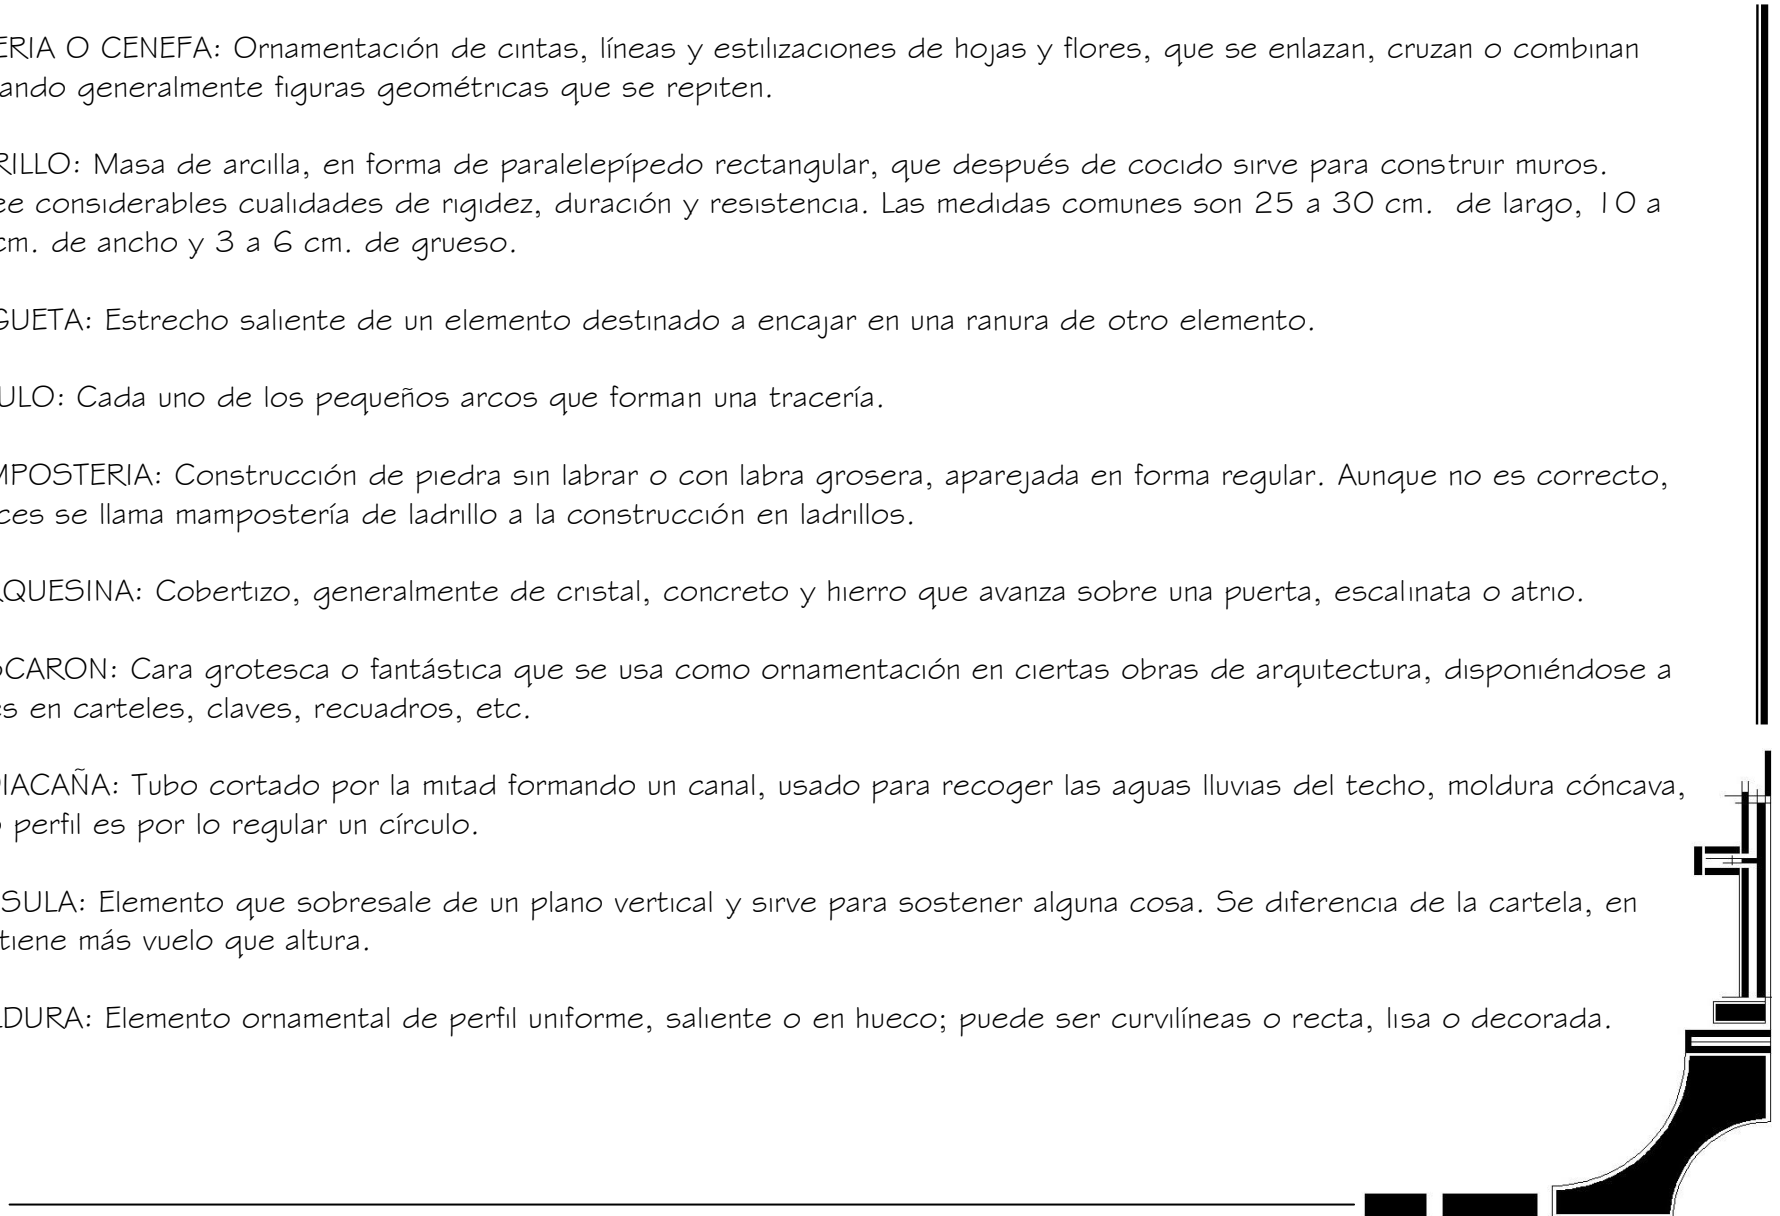 ERIA O CENEFA: Ornamentación de cintas, líneas y estilizaciones de hojas y flores, que se enlazan, cruzan o combinan
ando generalmente figuras geométricas que se repiten.
RILLO: Masa de arcilla, en forma de paralelepípedo rectangular, que después de cocido sirve para construir muros.
ee considerables cualidades de rigidez, duración y resistencia. Las medidas comunes son 25 a 30 cm. de largo, 10 a
cm. de ancho y 3 a 6 cm. de grueso.
GUETA: Estrecho saliente de un elemento destinado a encajar en una ranura de otro elemento.
ULO: Cada uno de los pequeños arcos que forman una tracería.
MPOSTERIA: Construcción de piedra sin labrar o con labra grosera, aparejada en forma regular. Aunque no es correcto,
ces se llama mampostería de ladrillo a la construcción en ladrillos.
RQUESINA: Cobertizo, generalmente de cristal, concreto y hierro que avanza sobre una puerta, escalinata o atrio.
SCARON: Cara grotesca o fantástica que se usa como ornamentación en ciertas obras de arquitectura, disponiéndose a
es en carteles, claves, recuadros, etc.
DIACAÑA: Tubo cortado por la mitad formando un canal, usado para recoger las aguas lluvias del techo, moldura cóncava,
o perfil es por lo regular un círculo.
SULA: Elemento que sobresale de un plano vertical y sirve para sostener alguna cosa. Se diferencia de la cartela, en
tiene más vuelo que altura.
LDURA: Elemento ornamental de perfil uniforme, saliente o en hueco; puede ser curvilíneas o recta, lisa o decorada.